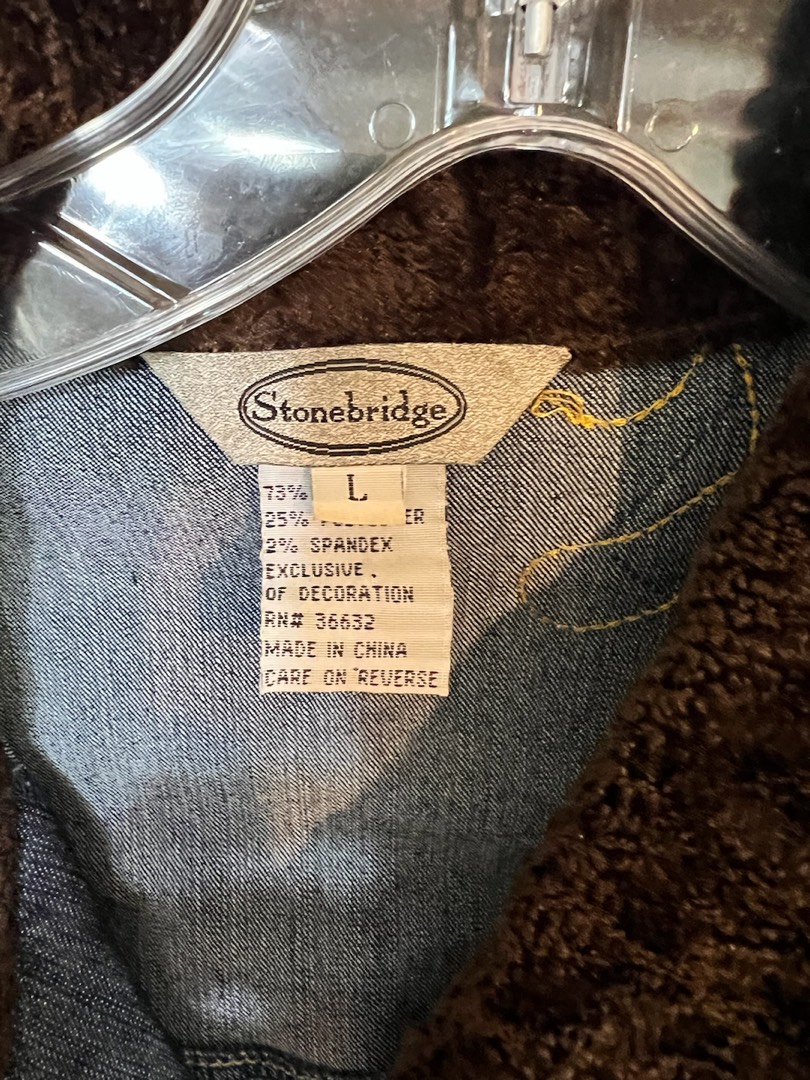 Stonebridge
L
73%
25%
2% SPANDEX
EXCLUSIVE.
OF DECORATION
RN# 36632
MADE IN CHINA
CARE ON REVERSE